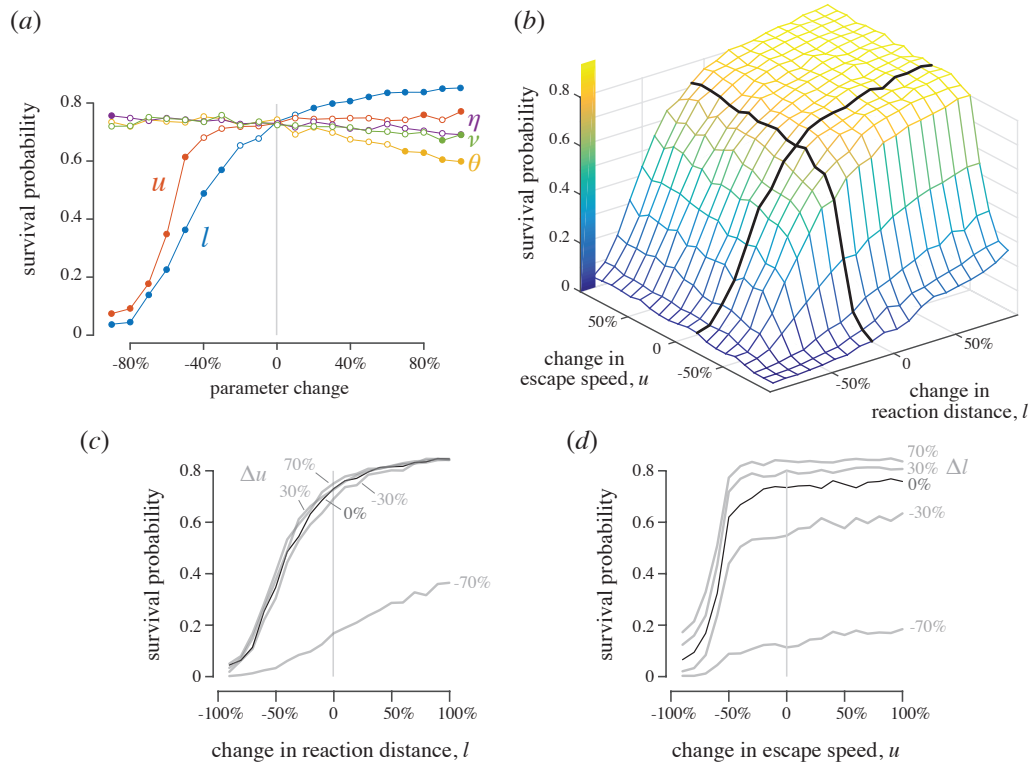 (a)
survival probability
0.8
0.6
0.4
0.2
0
u
l
η
ν
θ
-80%
-40%
0
40%
80%
parameter change
(b)
survival probability
0.8
0.6
0.4
0.2
0
50%
0
-50%
change in
escape speed, u
-50%
0
50%
change in
reaction distance, l
(c)
survival probability
0.8
0.6
0.4
0.2
0
Δu
70%
30%
0%
-30%
-70%
-100%
-50%
0
50%
100%
change in reaction distance, l
(d)
survival probability
0.8
0.6
0.4
0.2
0
70%
30%
Δl
0%
-30%
-70%
-100%
-50%
0
50%
100%
change in escape speed, u